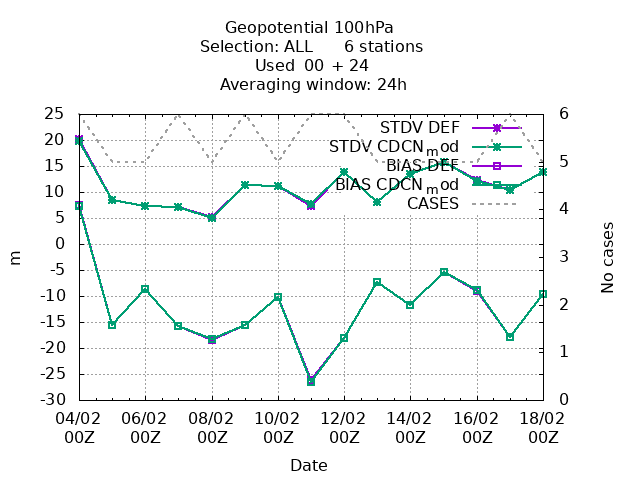 Geopotential 100hPa
Selection: ALL 6 stations
Used 00 + 24
Averaging window: 24h
STDV DEF
STDV CDCN_mod
BIAS DEF
BIAS CDCN_mod
CASES
25
20
15
10
5
0
-5
-10
-15
-20
-25
-30
m
6
5
4
3
2
1
0
No cases
04/02 06/02 08/02 10/02 12/02 14/02 16/02 18/02
00Z 00Z 00Z 00Z 00Z 00Z 00Z 00Z
Date